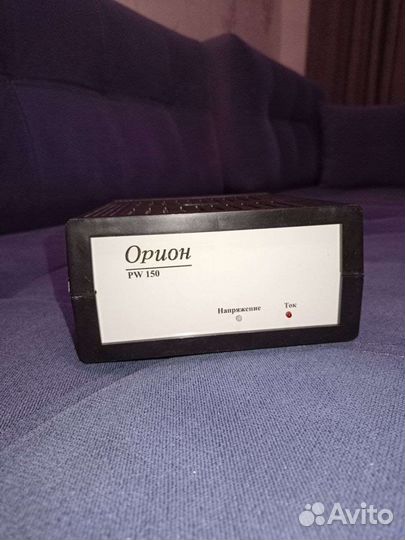 Орион
PW 150
Напряжение
Ток
Avito